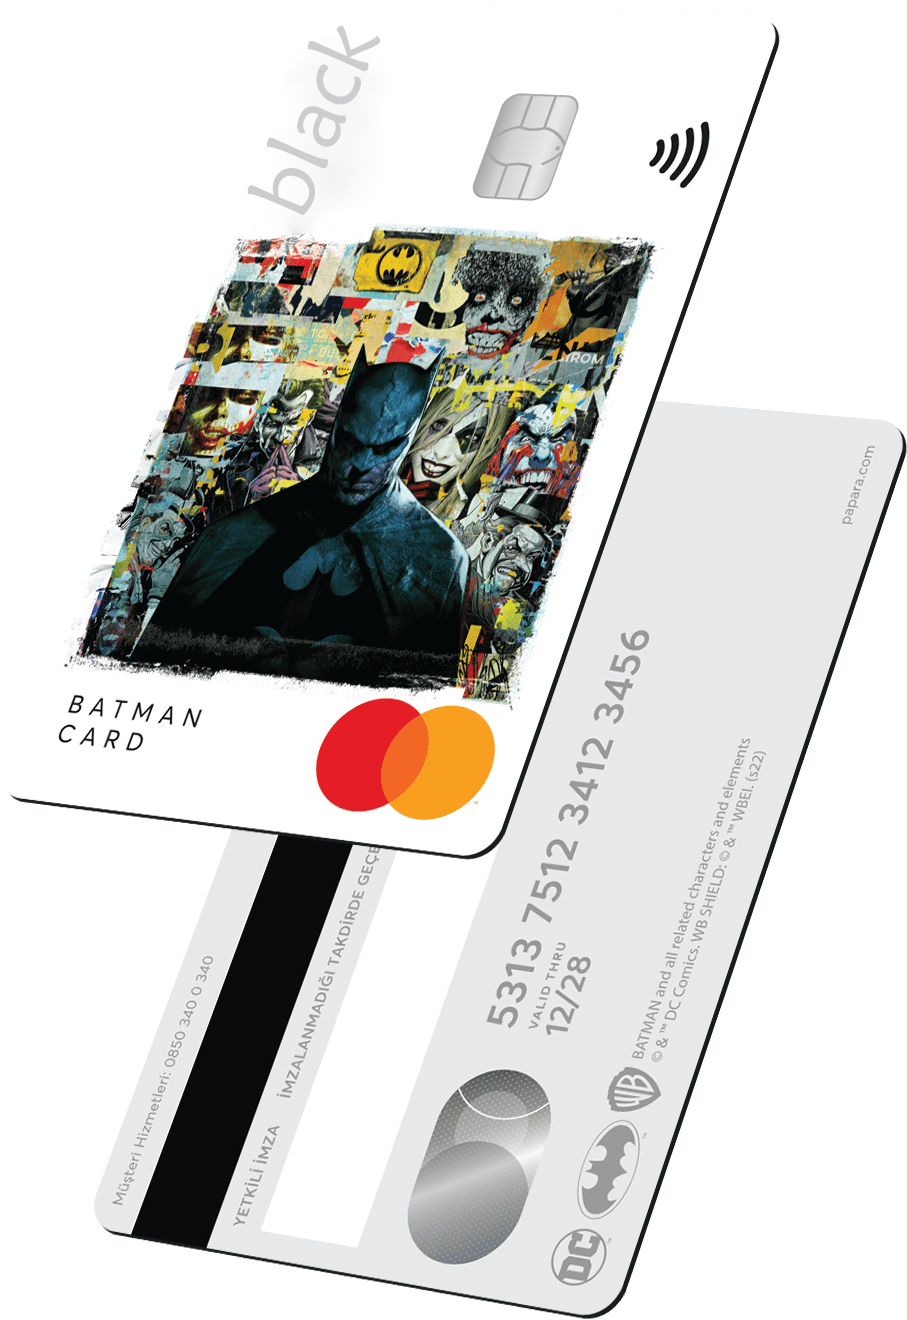 black
BATMAN
CARD
papara.com
5313 7512 3412 3456
VALID THRU
12/28
BATMAN and all related characters and elements
© & ™ DC Comics. WB SHIELD: © & ™ WBEI. (s22)
Müşteri Hizmetleri: 0850 340 0 340
YETKİLİ İMZA İMZALANMADIĞI TAKDİRDE
WB
DC